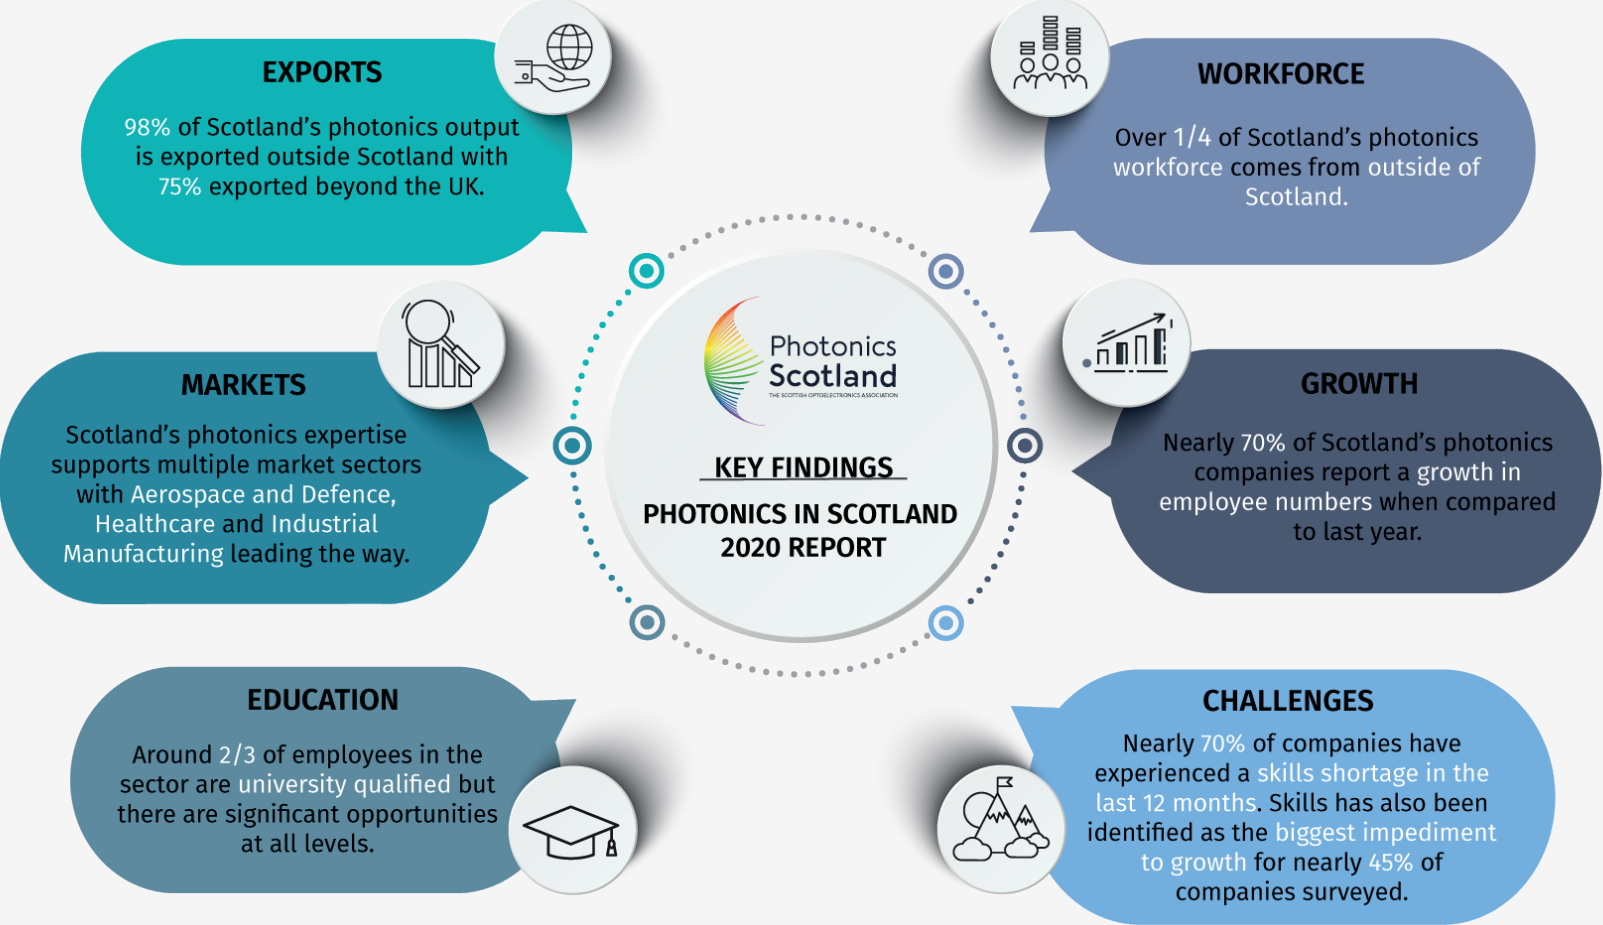 EXPORTS
98% of Scotland's photonics output
is exported outside Scotland with
75% exported beyond the UK.
WORKFORCE
Over 1/4 of Scotland's photonics
workforce comes from outside of
Scotland.
MARKETS
Scotland's photonics expertise
supports multiple market sectors
with Aerospace and Defence,
Healthcare and Industrial
Manufacturing leading the way.
Photonics
Scotland
THE SCOTTISH OPTOELECTRONICS ASSOCIATION
KEY FINDINGS
PHOTONICS IN SCOTLAND
2020 REPORT
GROWTH
Nearly 70% of Scotland's photonics
companies report a growth in
employee numbers when compared
to last year.
EDUCATION
Around 2/3 of employees in the
sector are university qualified but
there are significant opportunities
at all levels.
CHALLENGES
Nearly 70% of companies have
experienced a skills shortage in the
last 12 months. Skills has also been
identified as the biggest impediment
to growth for nearly 45% of
companies surveyed.